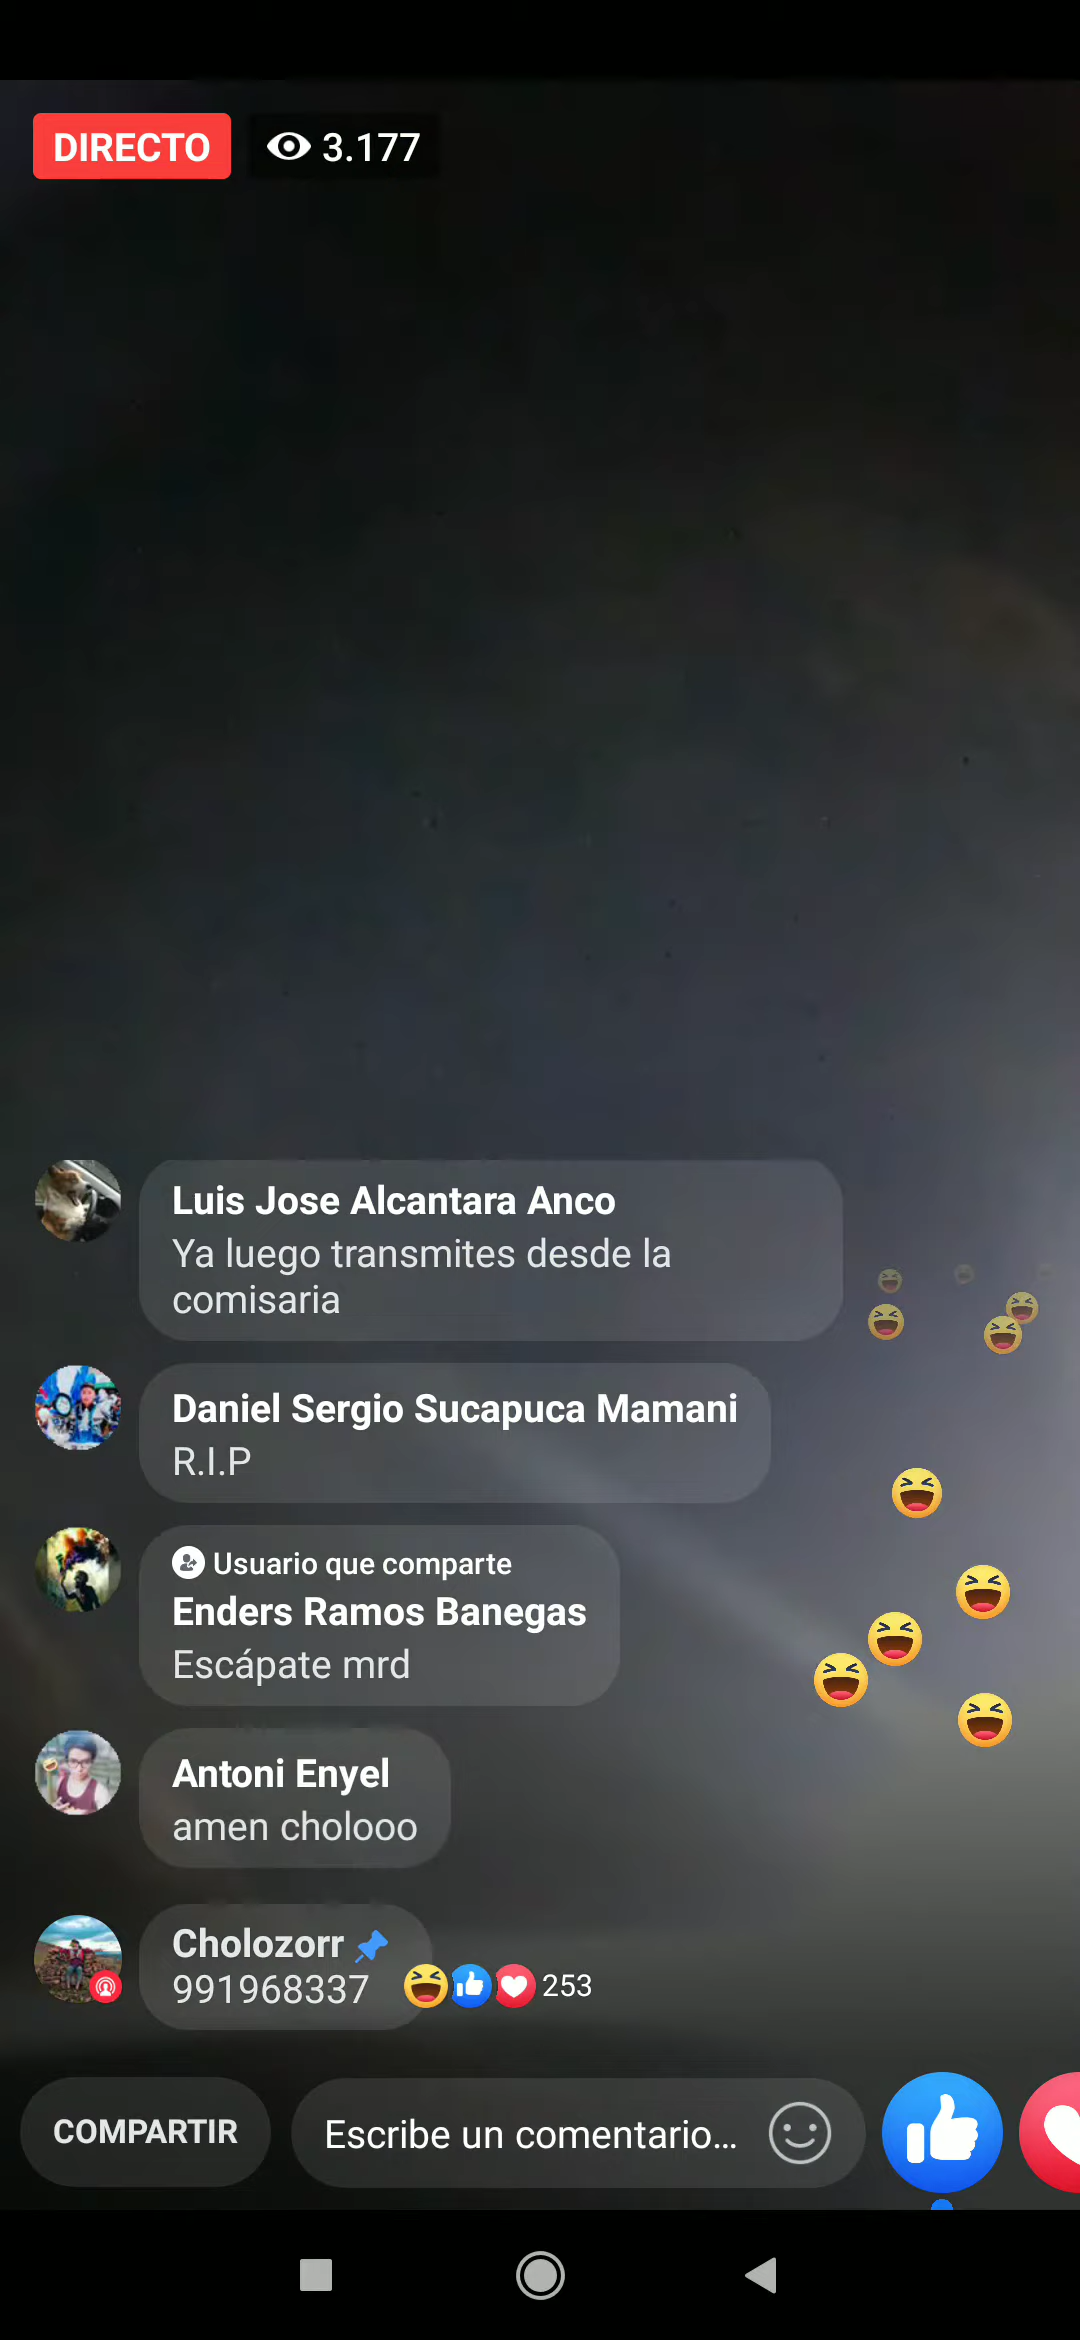 DIRECTO 3.177
Luis Jose Alcantara Anco
Ya luego transmites desde la
comisaria
Daniel Sergio Sucapuca Mamani
R.I.P
Usuario que comparte
Enders Ramos Banegas
Escápate mrd
Antoni Enyel
amen cholooo
Cholozorr
991968337 253
COMPARTIR Escribe un comentario...